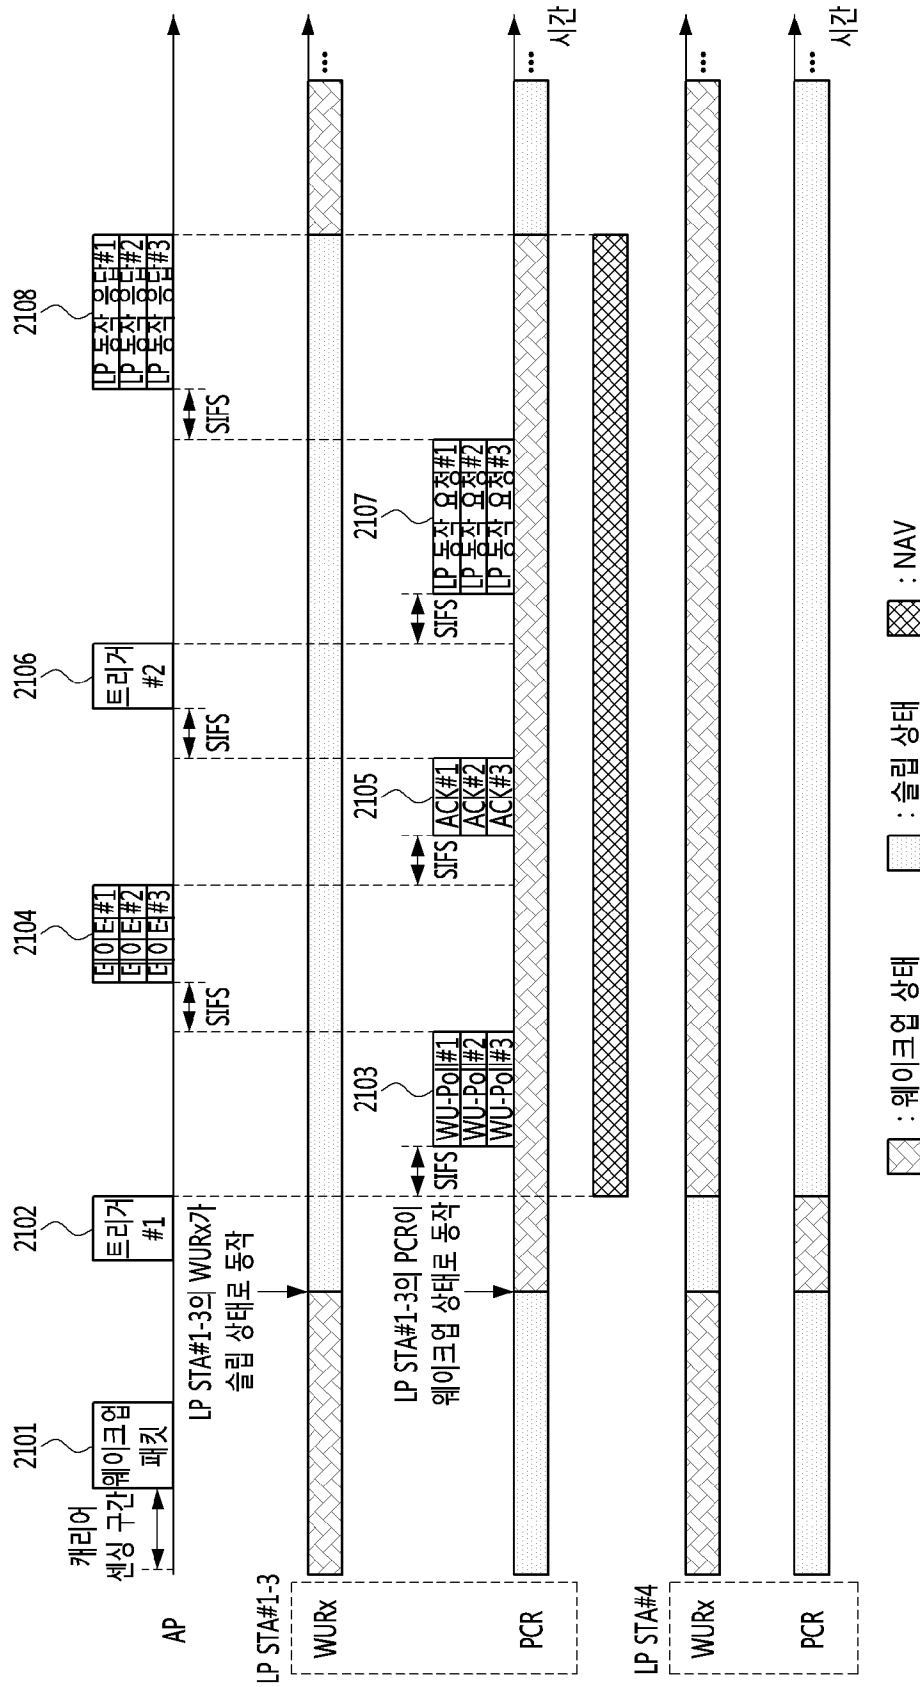 2101
2102
2104
2106
2108
캐리어
센싱 구간
웨이크업
패킷
트리거
#1
데이터#1
데이터#2
데이터#3
트리거
#2
LP 동작 응답#1
LP 동작 응답#2
LP 동작 응답#3
AP
SIFS
SIFS
SIFS
LP STA#1-3의 WURx가
슬립 상태로 동작
LP STA#1-3
WURx
...
2103
2105
2107
LP STA#1-3의 PCR이
웨이크업 상태로 동작
SIFS
WU-Poll#1
WU-Poll#2
WU-Poll#3
SIFS
ACK#1
ACK#2
ACK#3
SIFS
LP 동작 요청#1
LP 동작 요청#2
LP 동작 요청#3
PCR
...
시간
LP STA#4
WURx
...
PCR
...
시간
: 웨이크업 상태
: 슬립 상태
: NAV